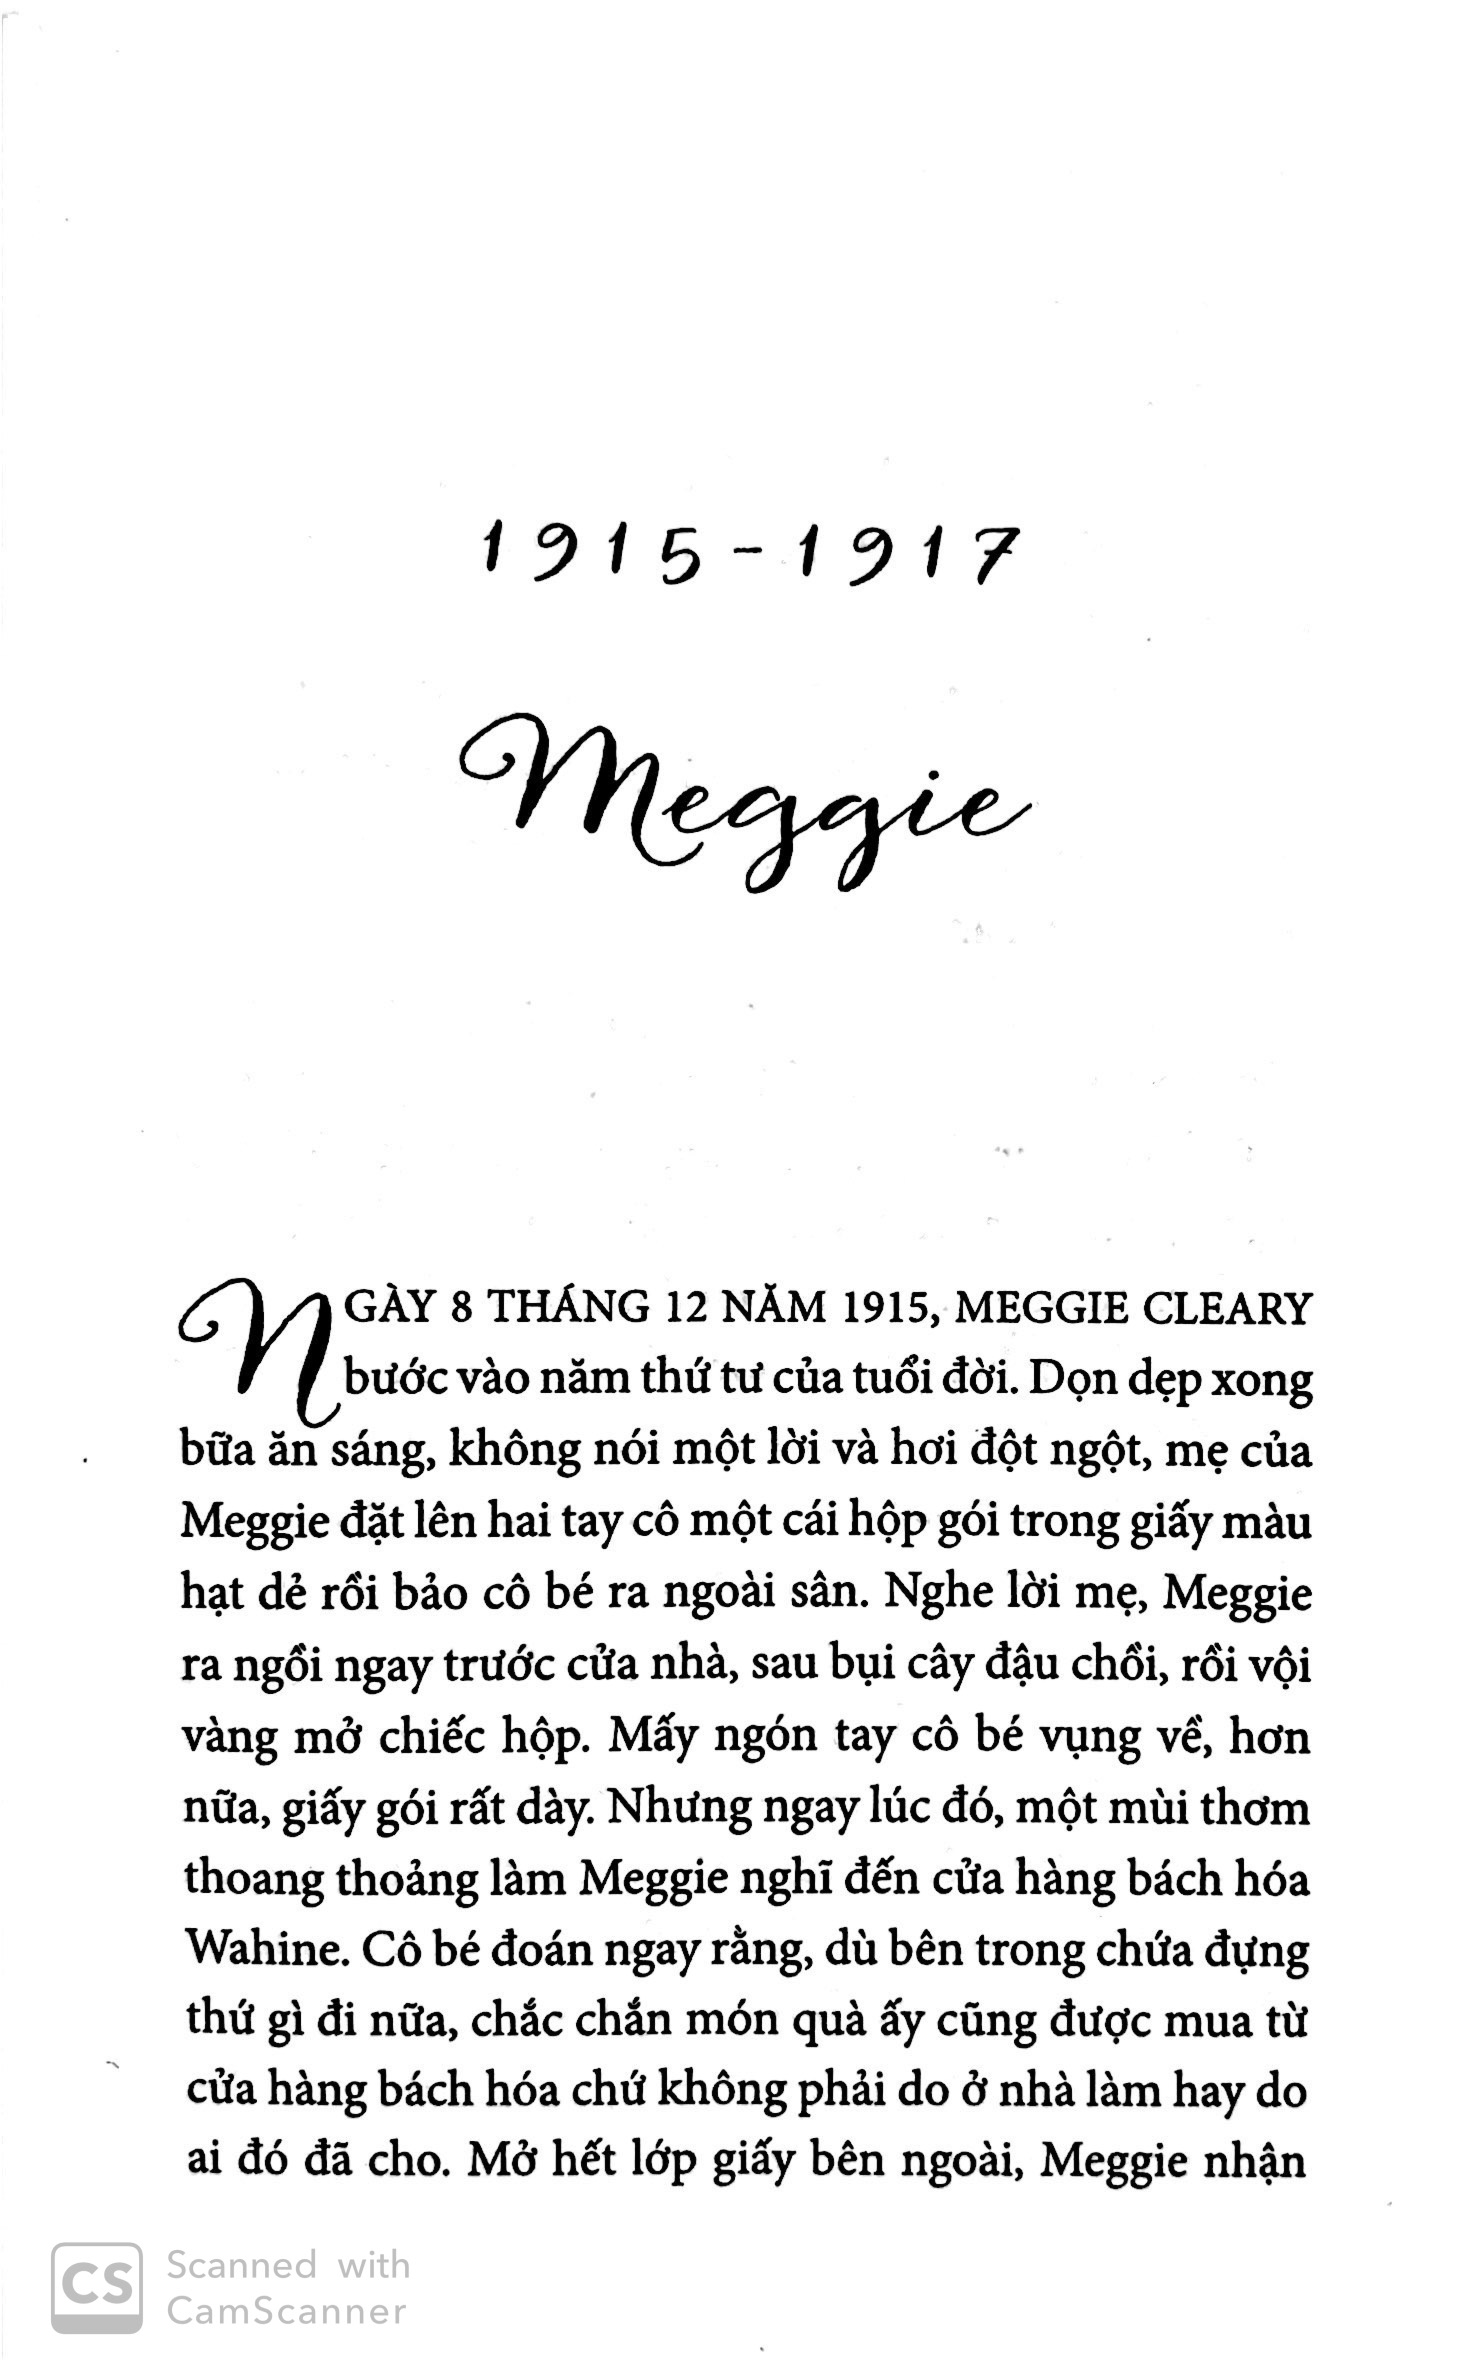 1915-1917
Meggie
NGÀY 8 THÁNG 12 NĂM 1915, MEGGIE CLEARY
bước vào năm thứ tư của tuổi đời. Dọn dẹp xong
bữa ăn sáng, không nói một lời và hơi đột ngột, mẹ của
Meggie đặt lên hai tay cô một cái hộp gói trong giấy màu
hạt dẻ rồi bảo cô bé ra ngoài sân. Nghe lời mẹ, Meggie
ra ngồi ngay trước cửa nhà, sau bụi cây đậu chồi, rồi vội
vàng mở chiếc hộp. Mấy ngón tay cô bé vụng về, hơn
nữa, giấy gói rất dày. Nhưng ngay lúc đó, một mùi thơm
thoang thoảng làm Meggie nghĩ đến cửa hàng bách hóa
Wahine. Cô bé đoán ngay rằng, dù bên trong chứa đựng
thứ gì đi nữa, chắc chắn món quà ấy cũng được mua từ
cửa hàng bách hóa chứ không phải do ở nhà làm hay do
ai đó đã cho. Mở hết lớp giấy bên ngoài, Meggie nhận
CS Scanned with
CamScanner